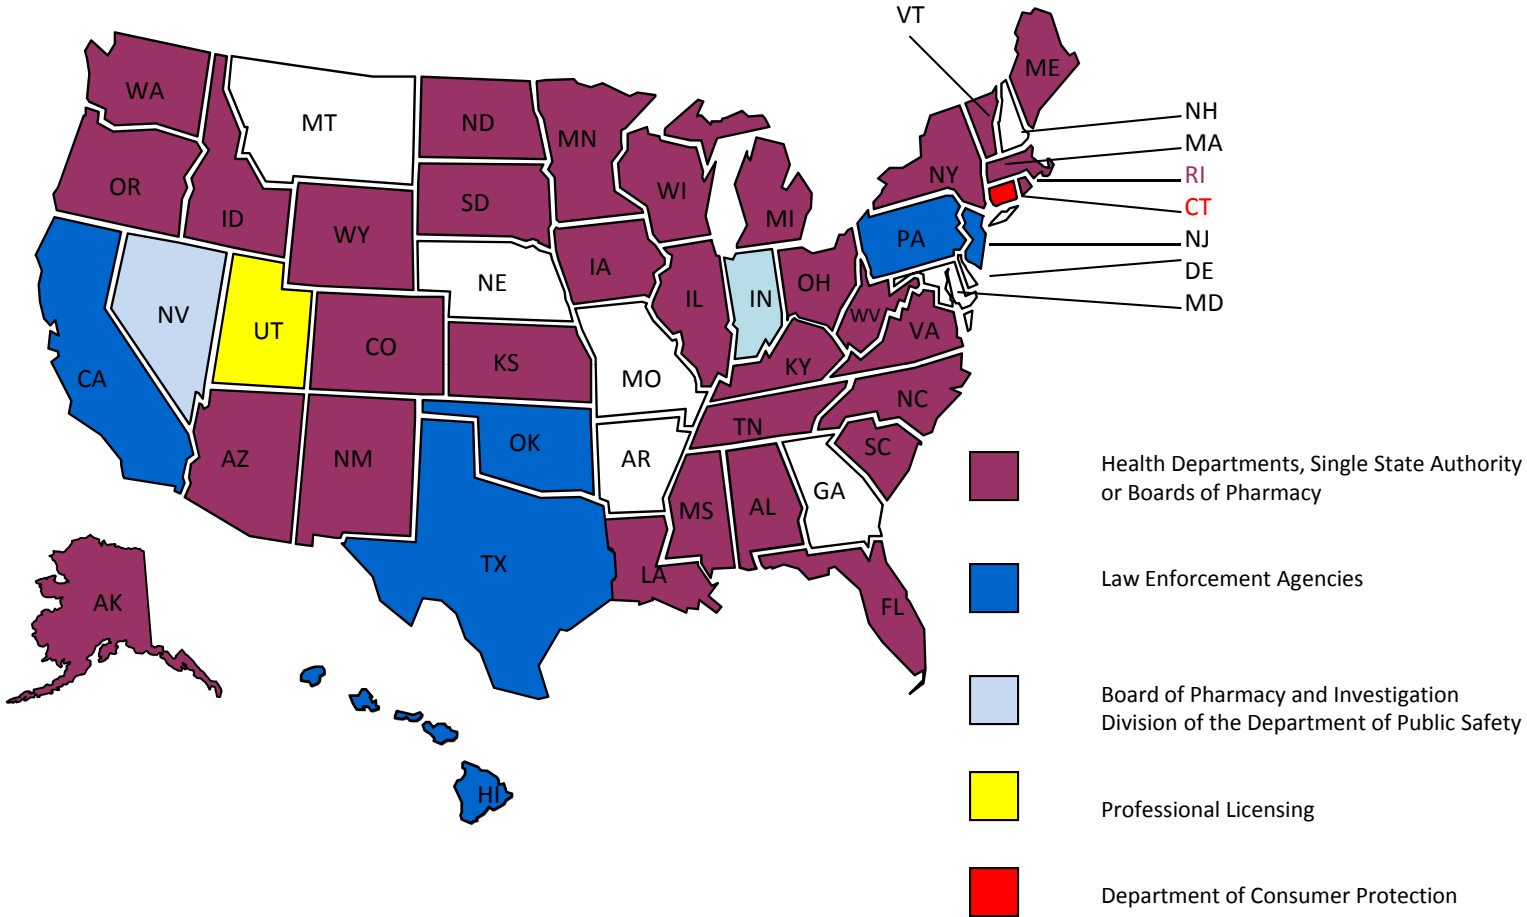 VT
ME
WA
MT
ND
MN
NH
MA
RI
CT
NJ
DE
MD
OR
ID
WY
SD
WI
MI
NY
PA
NE
IA
IL
IN
OH
WV
VA
NV
UT
CO
KS
MO
KY
NC
CA
AZ
NM
OK
AR
TN
SC
GA
MS
AL
TX
LA
FL
AK
HI
Health Departments, Single State Authority
or Boards of Pharmacy
Law Enforcement Agencies
Board of Pharmacy and Investigation
Division of the Department of Public Safety
Professional Licensing
Department of Consumer Protection